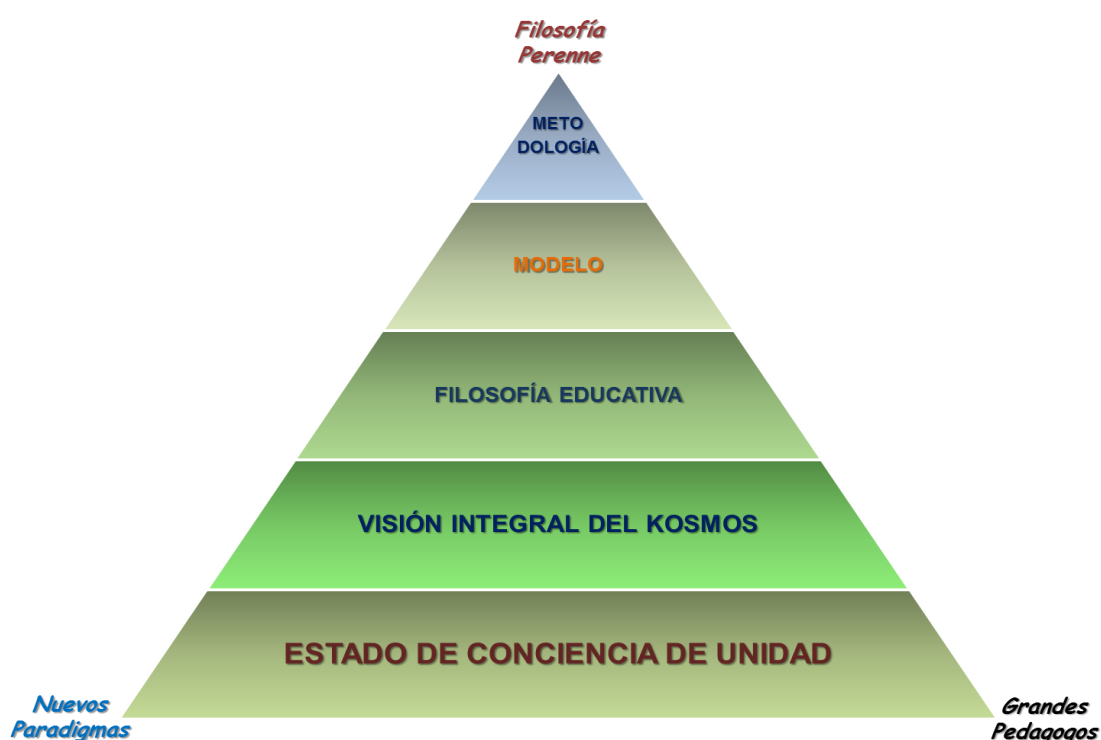 Filosofía
Perenne
METO
DOLOGÌA
MODELO
FILOSOFÍA EDUCATIVA
VISIÓN INTEGRAL DEL KOSMOS
ESTADO DE CONCIENCIA DE UNIDAD
Nuevos
Paradigmas
Grandes
Pedagogos